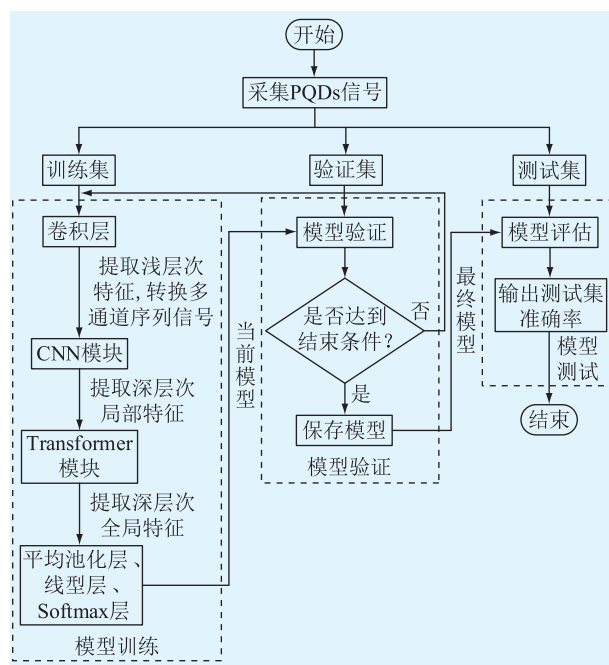 开始
采集PQDs信号
训练集
验证集
测试集
卷积层
提取浅层次
特征,转换多
通道序列信号
CNN模块
提取深层次
局部特征
Transformer
模块
提取深层次
全局特征
平均池化层、
线型层、
Softmax层
模型训练
当前模型
模型验证
是否达到
结束条件?
否
是
保存模型
模型验证
最终模型
模型评估
输出测试集
准确率
模型
测试
结束